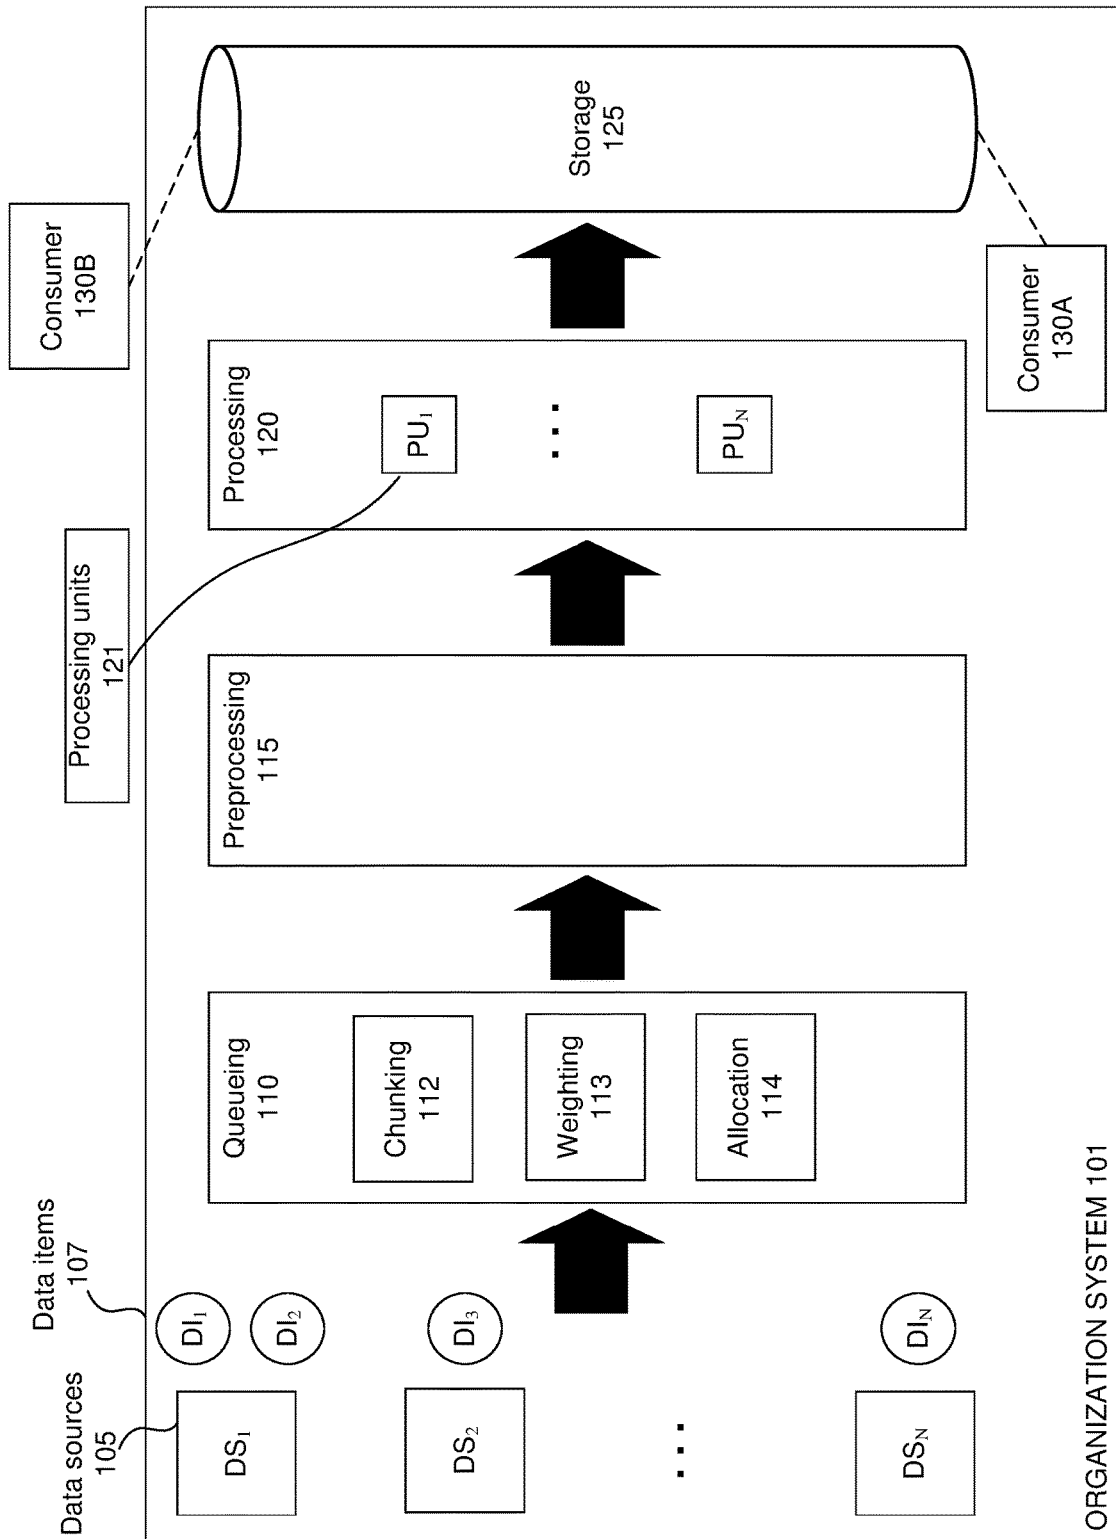 Data sources
105
Data items
107
DS1
DS2
...
DSN
DI1
DI2
DI3
DIN
Queueing
110
Chunking
112
Weighting
113
Allocation
114
Preprocessing
115
Processing units
121
Processing
120
PU1
...
PUN
Storage
125
Consumer
130B
Consumer
130A
ORGANIZATION SYSTEM 101